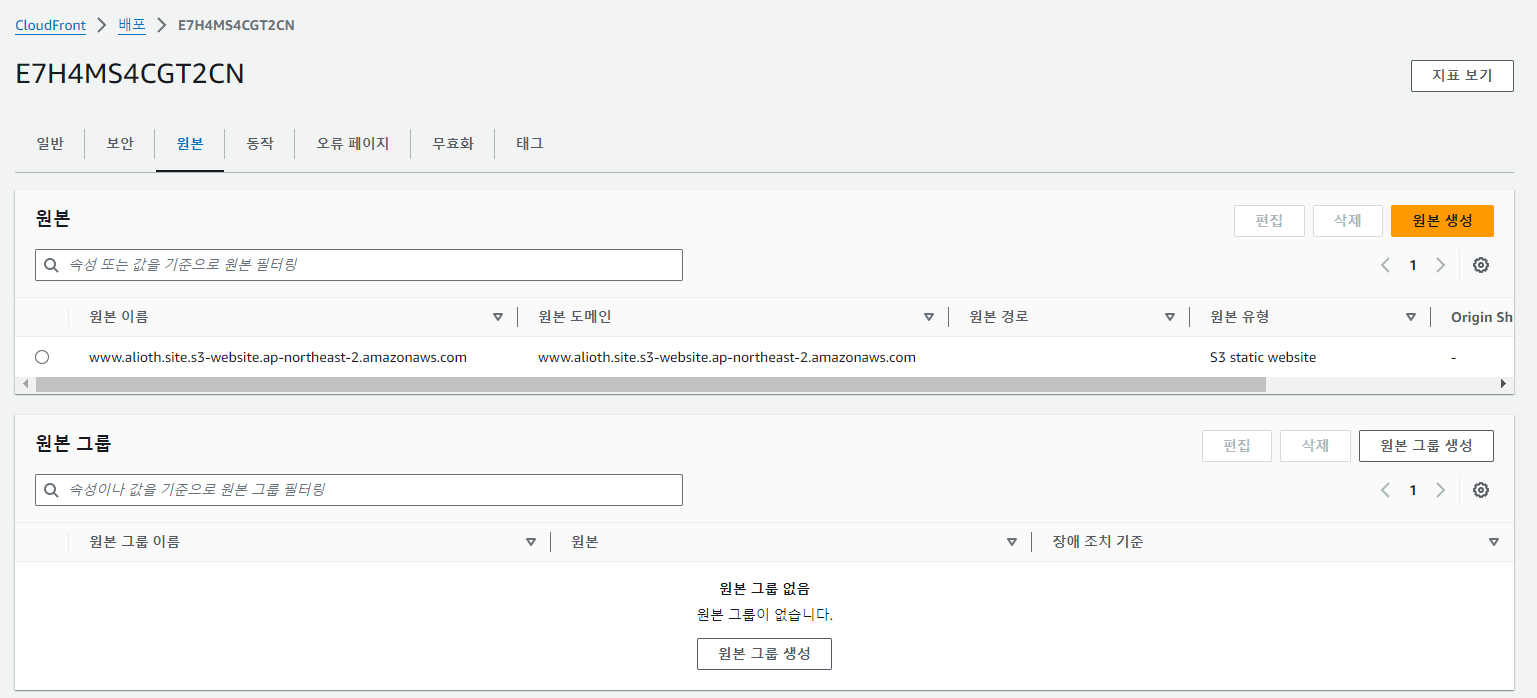 CloudFront > 배포 > E7H4MS4CGT2CN
E7H4MS4CGT2CN
지표 보기
일반 보안 원본 동작 오류 페이지 무효화 태그
원본
편집 삭제 원본 생성
속성 또는 값을 기준으로 원본 필터링
1
원본 이름 원본 도메인 원본 경로 원본 유형 Origin Sh
www.alioth.site.s3-website.ap-northeast-2.amazonaws.com www.alioth.site.s3-website.ap-northeast-2.amazonaws.com S3 static website -
원본 그룹
편집 삭제 원본 그룹 생성
속성이나 값을 기준으로 원본 그룹 필터링
1
원본 그룹 이름 원본 장애 조치 기준
원본 그룹 없음
원본 그룹이 없습니다.
원본 그룹 생성